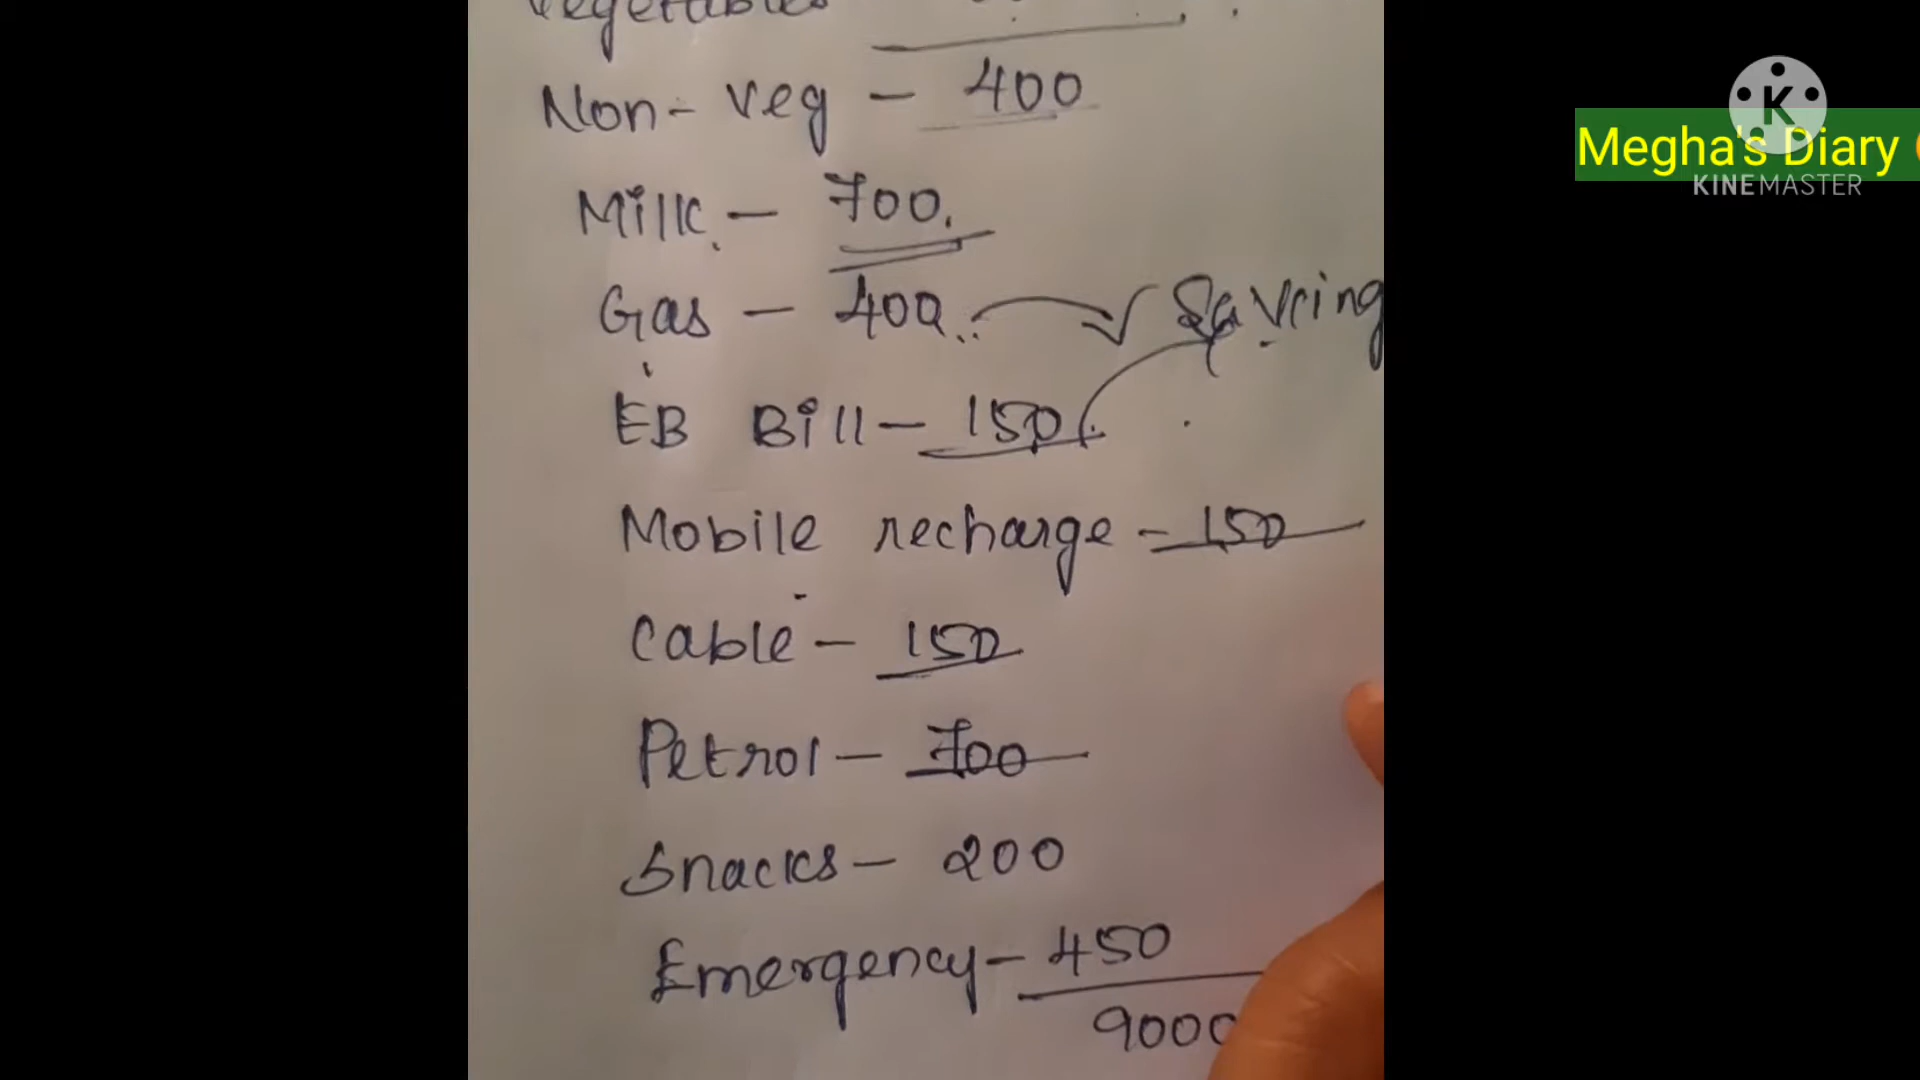 Vegetables
Non-Veg - 400
Milk - 700.
Gas - 400 Saving
EB Bill - 150
Mobile recharge - 150
Cable - 150
Petrol - 700
Snacks - 200
Emergency - 450
9000
Megha's Diary
K
KINEMASTER